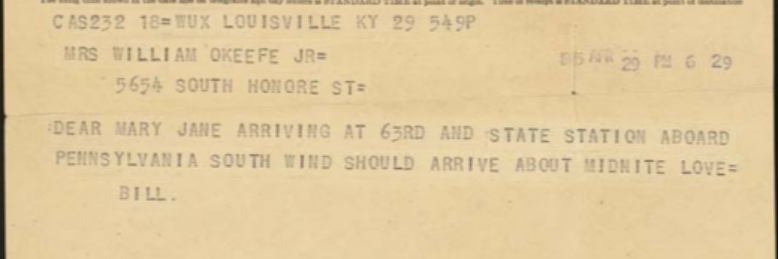 CAS232 18=WUX LOUISVILLE KY 29 549P
MRS WILLIAM OKEEFE JR=
APR 29 PM 6 29
5654 SOUTH HONORE ST=
:DEAR MARY JANE ARRIVING AT 63RD AND STATE STATION ABOARD
PENNSYLVANIA SOUTH WIND SHOULD ARRIVE ABOUT MIDNITE LOVE=
BILL.